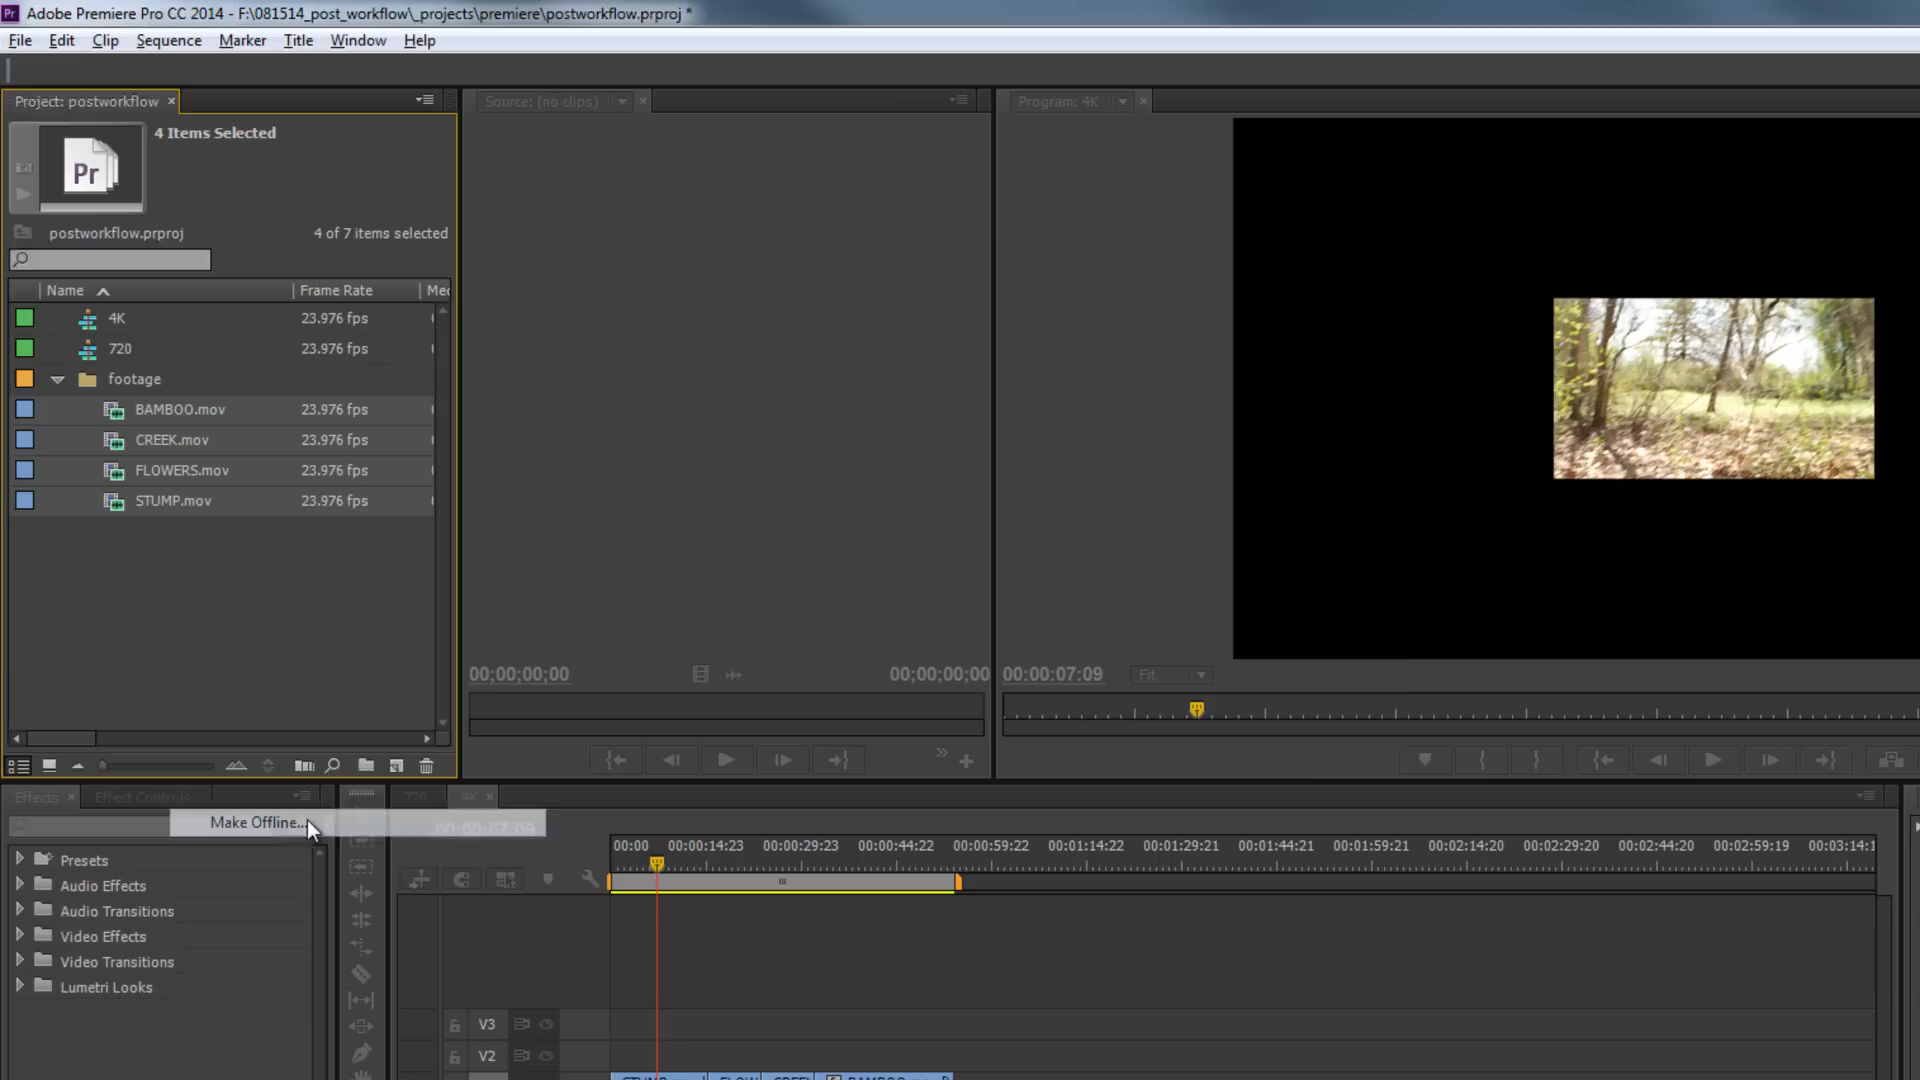 Adobe Premiere Pro CC 2014 - F:\081514_post_workflow\_projects\premiere\postworkflow.prproj *
File Edit Clip Sequence Marker Title Window Help
Project: postworkflow ×
Source: (no clips)
Program: 4K
4 Items Selected
Pr
postworkflow.prproj
4 of 7 items selected
Name Frame Rate
4K 23.976 fps
720 23.976 fps
footage
BAMBOO.mov 23.976 fps
CREEK.mov 23.976 fps
FLOWERS.mov 23.976 fps
STUMP.mov 23.976 fps
00;00;00;00
00;00;00;00
00:00:07:09
Fit
Effects
Effect Controls
720
4K
Make Offline...
Presets
Audio Effects
Audio Transitions
Video Effects
Video Transitions
Lumetri Looks
00:00 00:00:14:23 00:00:29:23 00:00:44:22 00:00:59:22 00:01:14:22 00:01:29:21 00:01:44:21 00:01:59:21 00:02:14:20 00:02:29:20 00:02:44:20 00:02:59:19
V3
V2